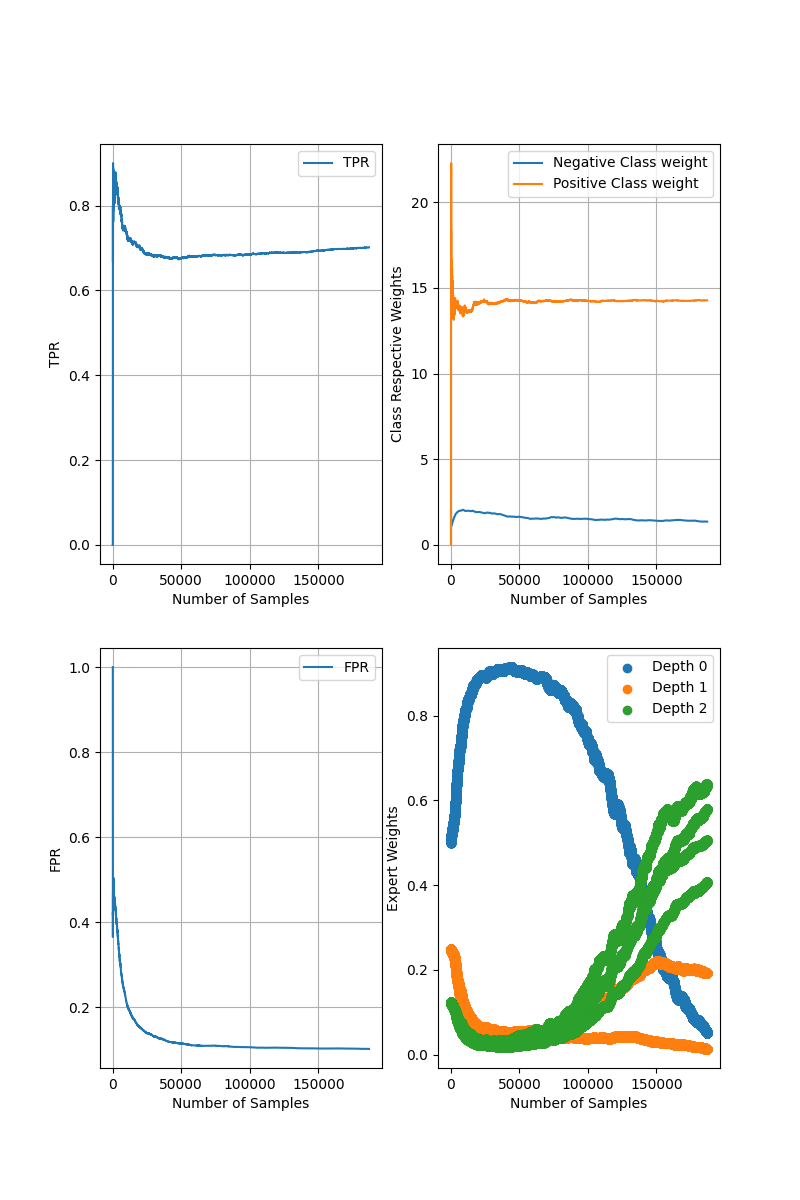 TPR
0.8
0.6
0.4
0.2
0.0
TPR
0 50000 100000 150000
Number of Samples
Negative Class weight
Positive Class weight
20
15
10
5
0
Class Respective Weights
0 50000 100000 150000
Number of Samples
FPR
1.0
0.8
0.6
0.4
0.2
FPR
0 50000 100000 150000
Number of Samples
Depth 0
Depth 1
Depth 2
0.8
0.6
0.4
0.2
0.0
Expert Weights
0 50000 100000 150000
Number of Samples